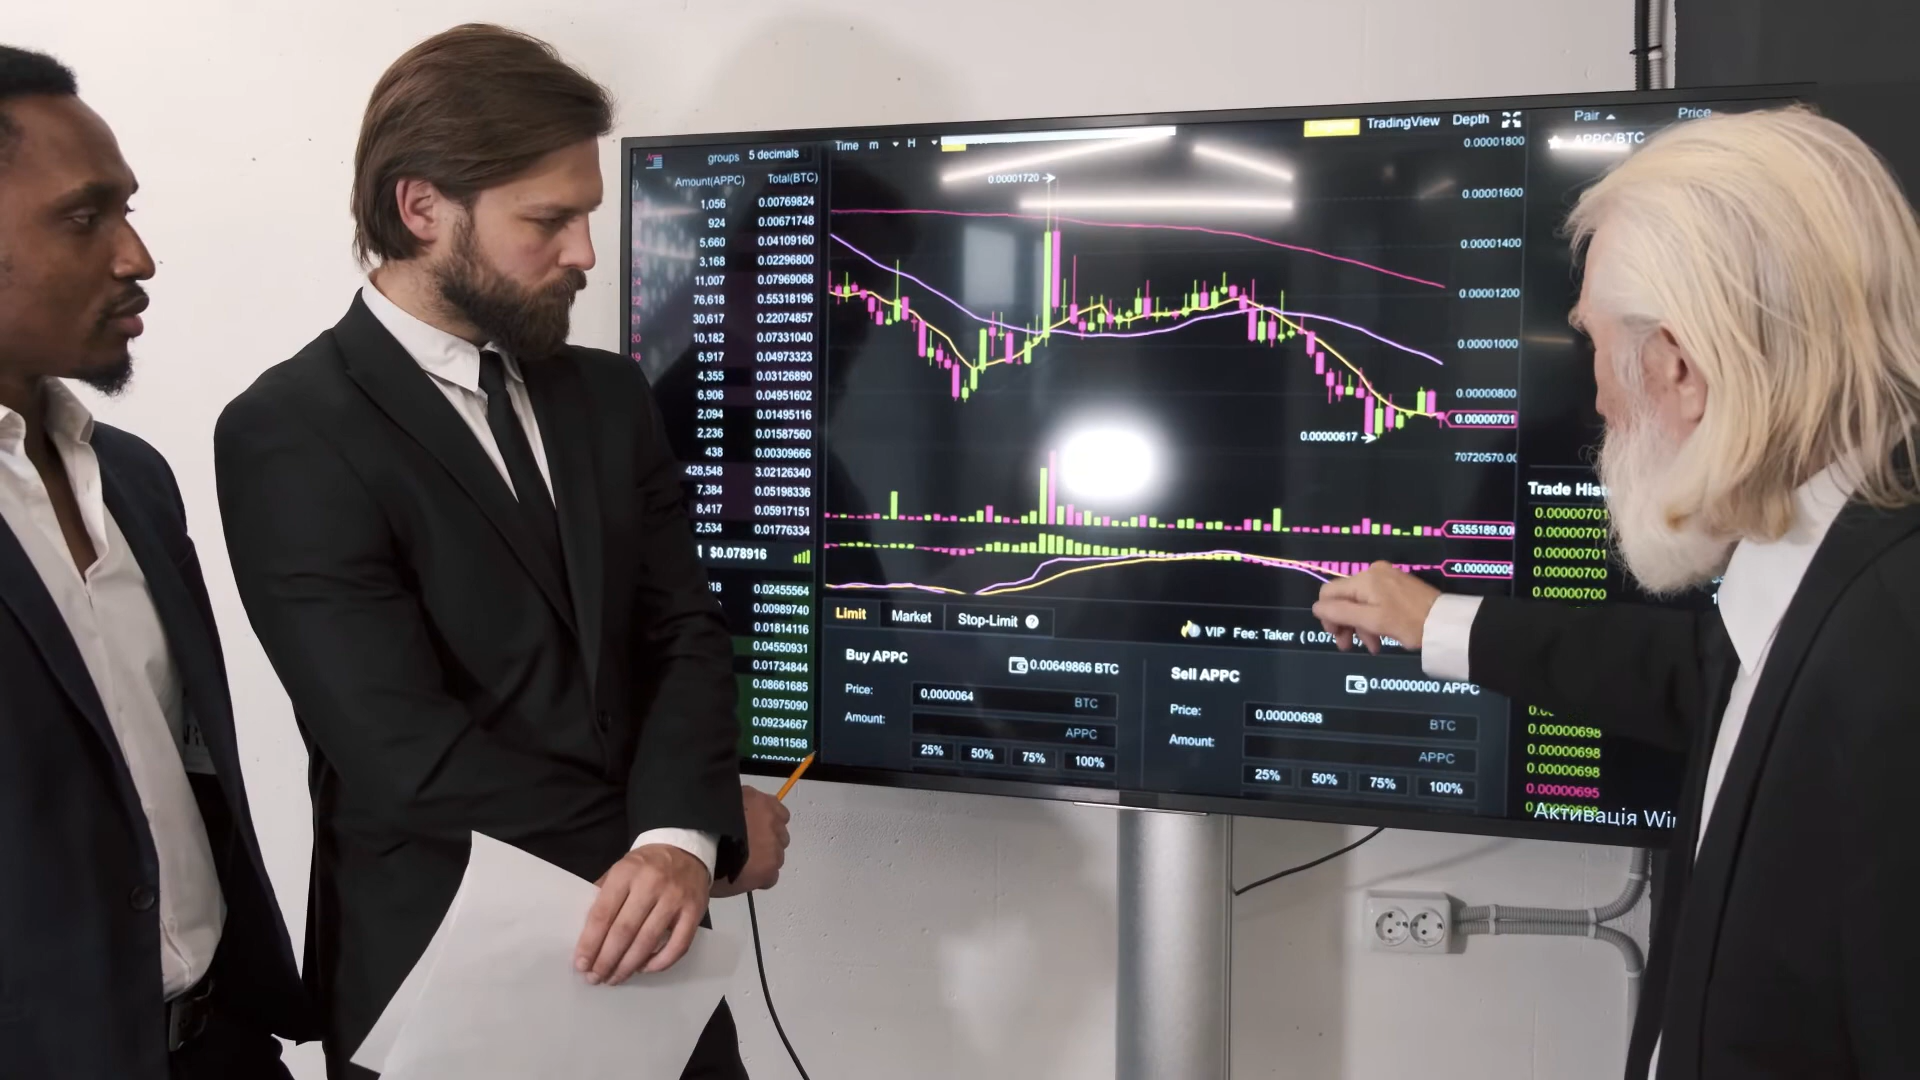 groups 5 decimals
Amount(APPC) Total(BTC)
1,056 0.00769824
924 0.00671748
5,660 0.04109160
3,168 0.02296800
11,007 0.07969068
76,618 0.55318196
30,617 0.22074857
10,182 0.07331040
6,917 0.04973323
4,355 0.03126890
6,906 0.04951602
2,094 0.01495116
2,236 0.01587560
438 0.00309666
428,548 3.02126340
7,384 0.05198336
8,417 0.05917151
2,534 0.01776334
$0.078916
0.02455564
0.00989740
0.01814116
0.04550931
0.01734844
0.08661685
0.03975090
0.09234667
0.09811568
Time m H
TradingView Depth
0.00001720
0.00000617
0.00001800
0.00001600
0.00001400
0.00001200
0.00001000
0.00000800
0.00000701
70720570.00
5355189.00
Limit Market Stop-Limit ?
VIP Fee: Taker
Buy APPC 0.00649866 BTC
Price: 0,0000064 BTC
Amount: APPC
25% 50% 75% 100%
Sell APPC 0.00000000 APPC
Price: 0,00000698 BTC
Amount: APPC
25% 50% 75% 100%
Pair Price
APPC/BTC
Trade Hist
0.00000701
0.00000701
0.00000701
0.00000700
0.00000700
0.00000698
0.00000698
0.00000698
0.00000695
0.00000698
Активація Wi